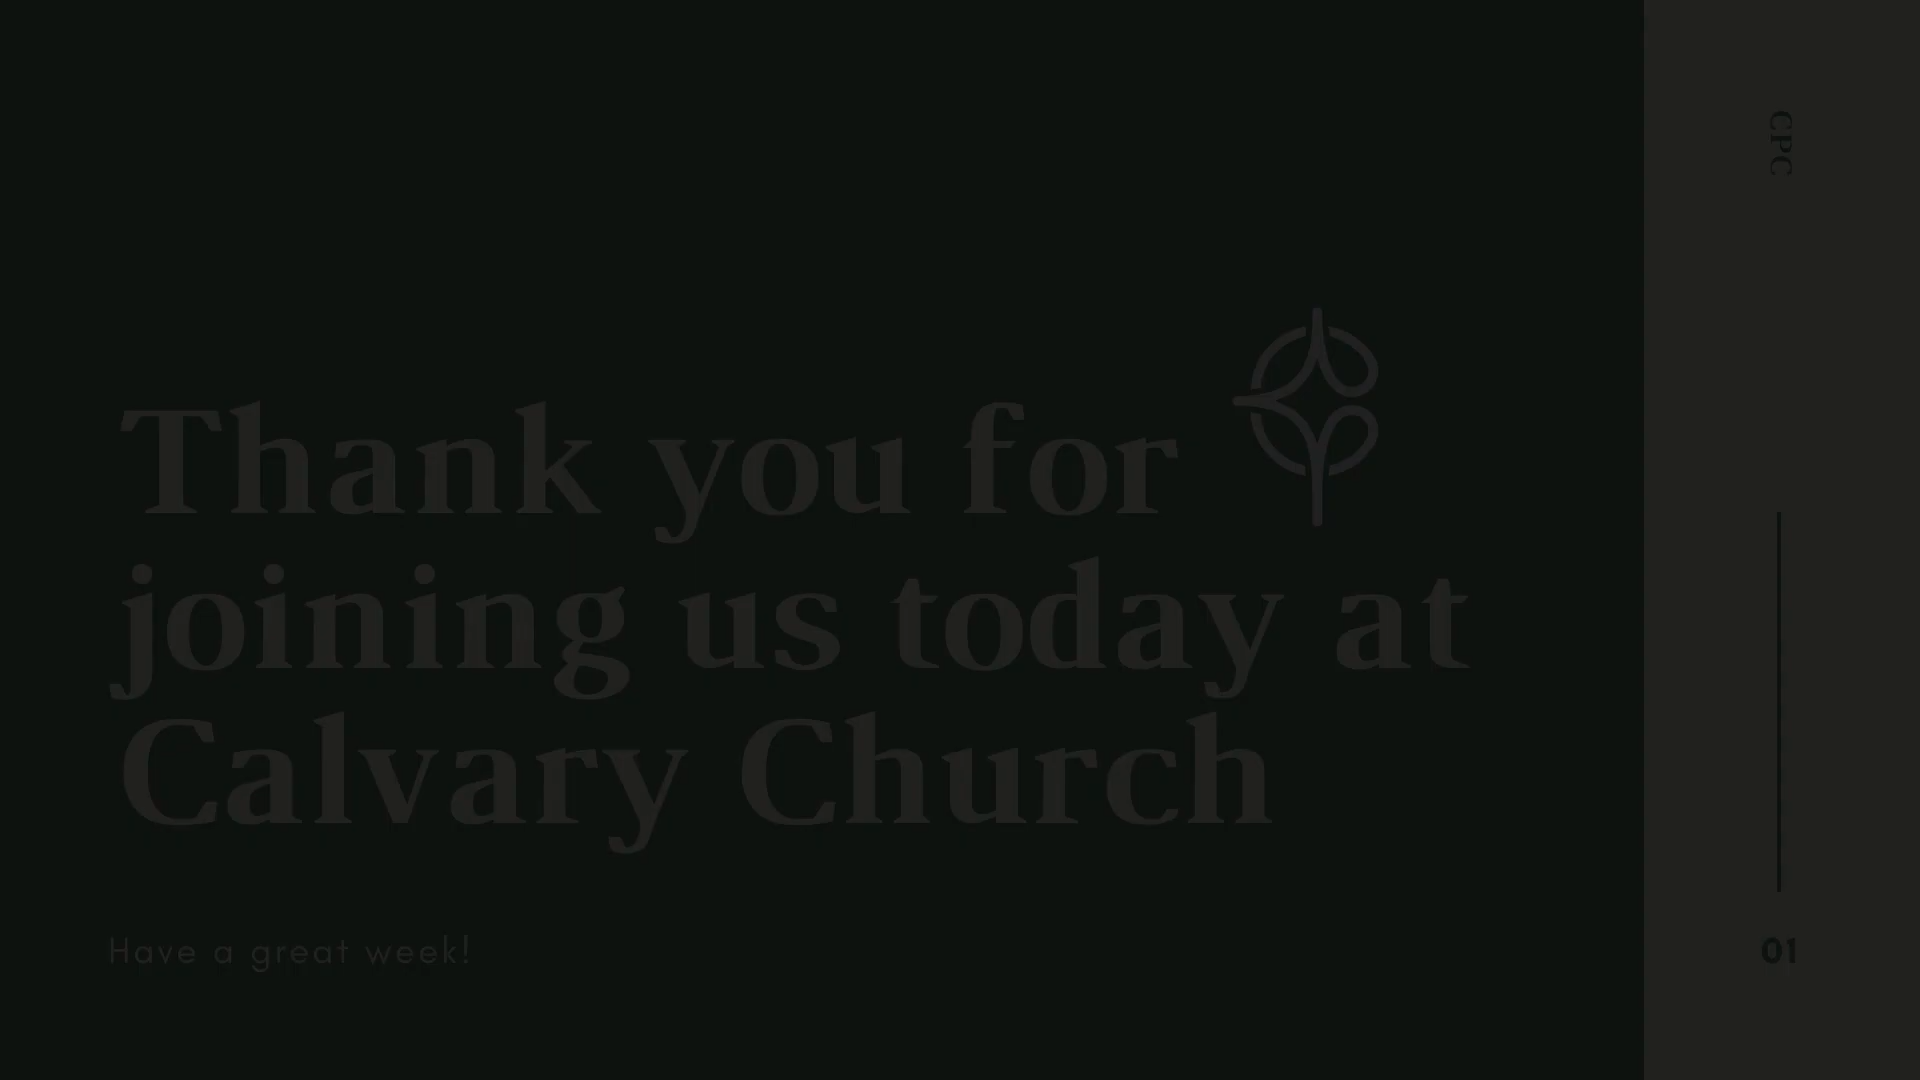 Thank you for
joining us today at
Calvary Church
Have a great week!
CPC
01